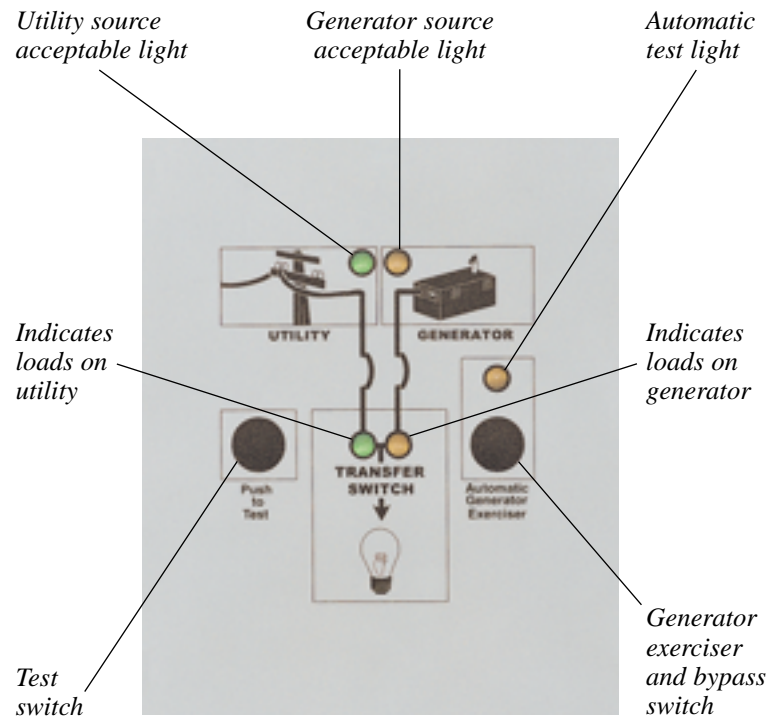 Utility source
acceptable light
Generator source
acceptable light
Automatic
test light
UTILITY
GENERATOR
Indicates
loads on
utility
Indicates
loads on
generator
TRANSFER
SWITCH
Push
to
Test
Automatic
Generator
Exerciser
Test
switch
Generator
exerciser
and bypass
switch